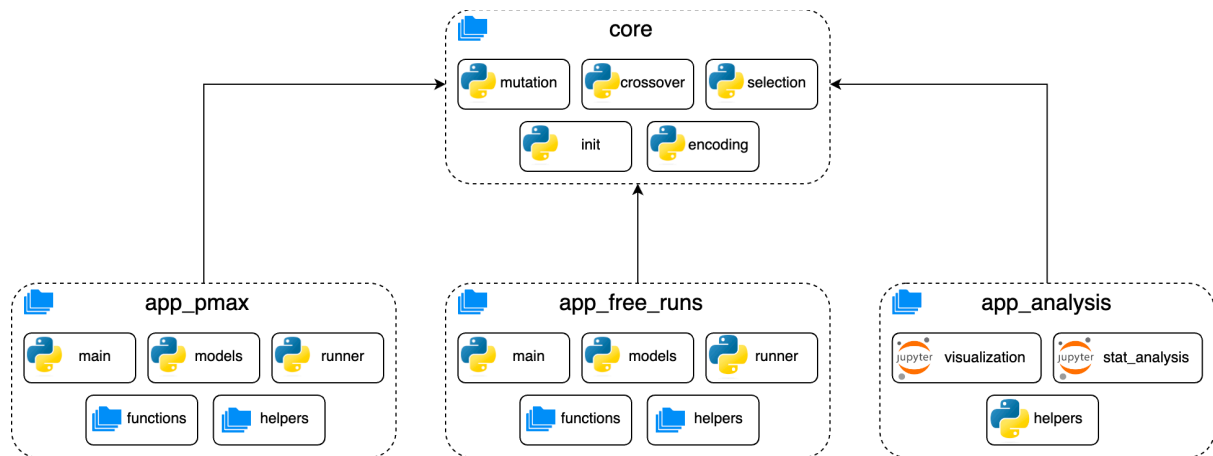 core
mutation
crossover
selection
init
encoding
app_pmax
main
models
runner
functions
helpers
app_free_runs
main
models
runner
functions
helpers
app_analysis
jupyter
visualization
jupyter
stat_analysis
helpers